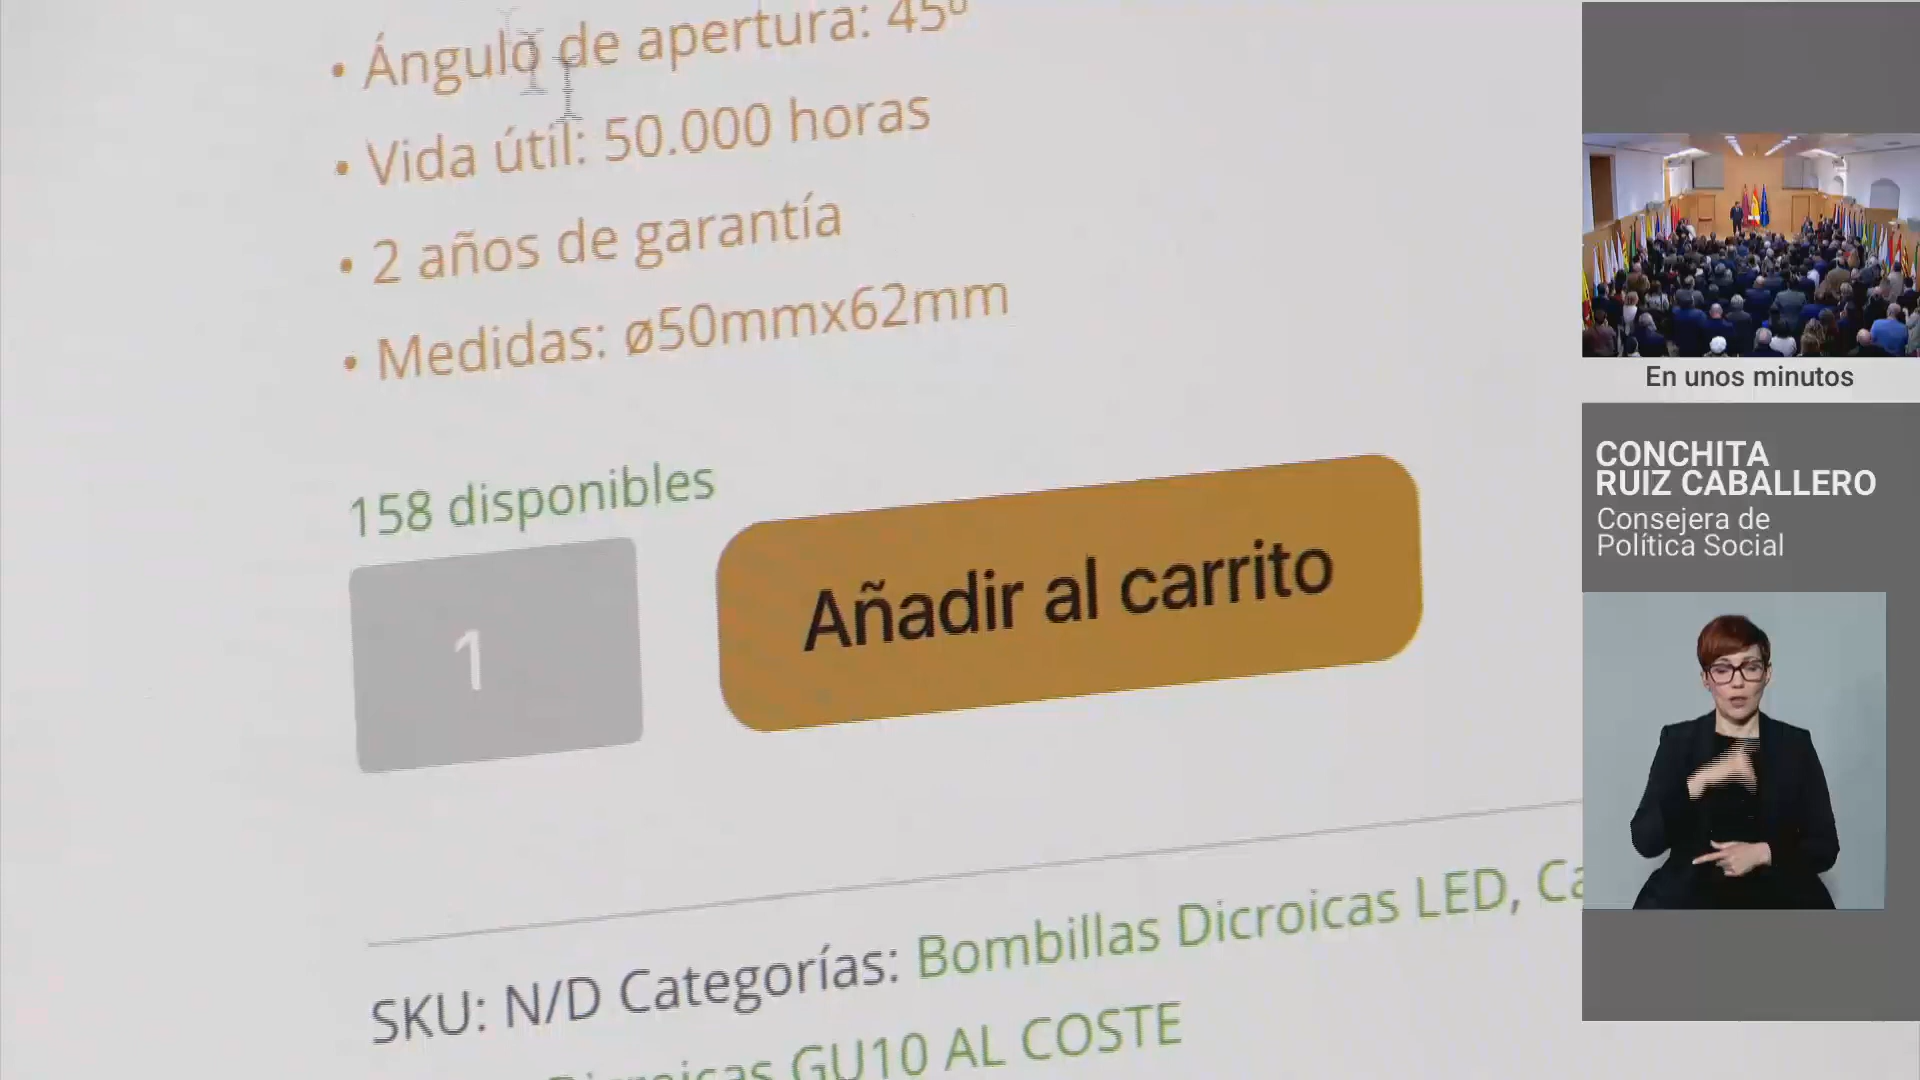 • Ángulo de apertura: 45º
• Vida útil: 50.000 horas
• 2 años de garantía
• Medidas: ø50mmx62mm
158 disponibles
1
Añadir al carrito
SKU: N/D Categorías: Bombillas Dicroicas LED,
Dicroicas GU10 AL COSTE
En unos minutos
CONCHITA
RUIZ CABALLERO
Consejera de
Política Social